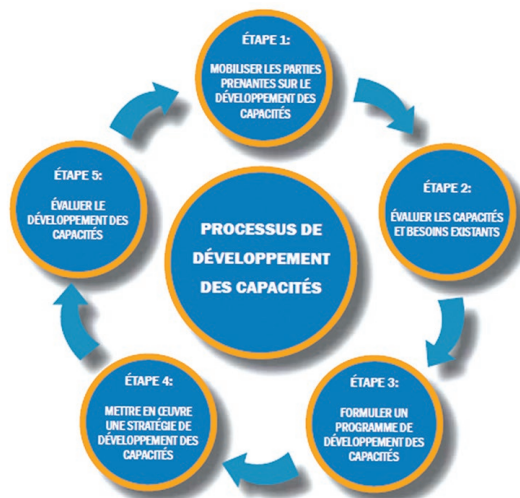 ÉTAPE 1:
MOBILISER LES PARTIES
PRENANTES SUR LE
DÉVELOPPEMENT DES
CAPACITÉS
ÉTAPE 2:
ÉVALUER LES CAPACITÉS
ET BESOINS EXISTANTS
ÉTAPE 3:
FORMULER UN
PROGRAMME DE
DÉVELOPPEMENT DES
CAPACITÉS
ÉTAPE 4:
METTRE EN ŒUVRE
UNE STRATÉGIE DE
DÉVELOPPEMENT DES
CAPACITÉS
ÉTAPE 5:
ÉVALUER LE
DÉVELOPPEMENT DES
CAPACITÉS
PROCESSUS DE
DÉVELOPPEMENT
DES CAPACITÉS